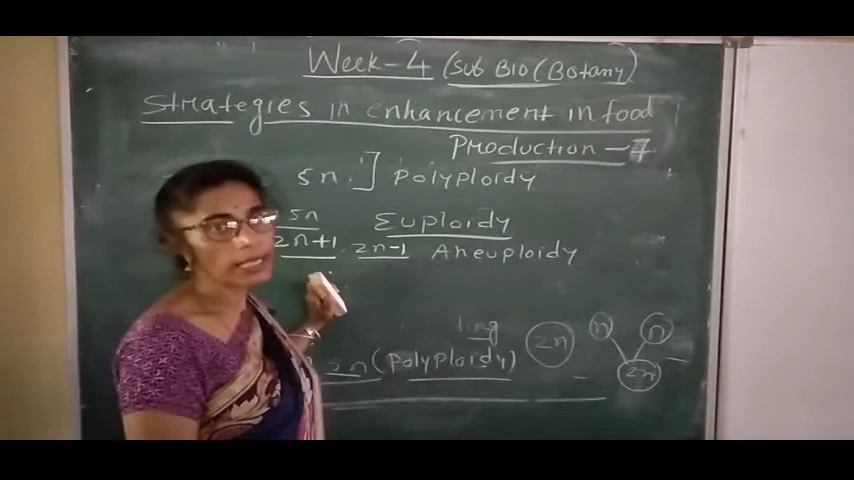 Week-4 (Sub Bio (Botany)
Strategies in enhancement in food
Production-7
5n.] Polyploidy
5n Euploidy
2n+1. 2n-1 Aneuploidy
2n (Polyploidy) 2n n n 2n